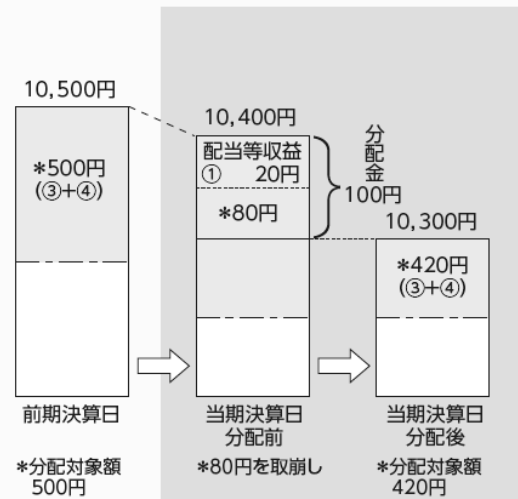 10,500円
＊500円
(③+④)
前期決算日
＊分配対象額
500円
10,400円
配当等収益
① 20円
＊80円
分配金
100円
当期決算日
分配前
＊80円を取崩し
10,300円
＊420円
(③+④)
当期決算日
分配後
＊分配対象額
420円